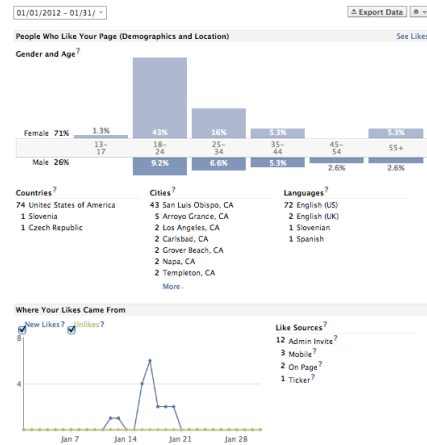 01/01/2012 - 01/31/
Export Data
People Who Like Your Page (Demographics and Location)
See Likes
Gender and Age?
Female 71% 1.3% 43% 16% 5.3% 5.3%
13-17 18-24 25-34 35-44 45-54 55+
Male 26% 9.2% 6.6% 5.3% 2.6% 2.6%
Countries? Cities? Languages?
74 United States of America 43 San Luis Obispo, CA 72 English (US)
1 Slovenia 5 Arroyo Grande, CA 2 English (UK)
1 Czech Republic 2 Los Angeles, CA 1 Slovenian
2 Carlsbad, CA 1 Spanish
2 Grover Beach, CA
2 Napa, CA
2 Templeton, CA
More
Where Your Likes Came From
New Likes? Unlikes? Like Sources?
8
12 Admin Invite?
3 Mobile?
2 On Page?
1 Ticker?
4
Jan 7 Jan 14 Jan 21 Jan 28